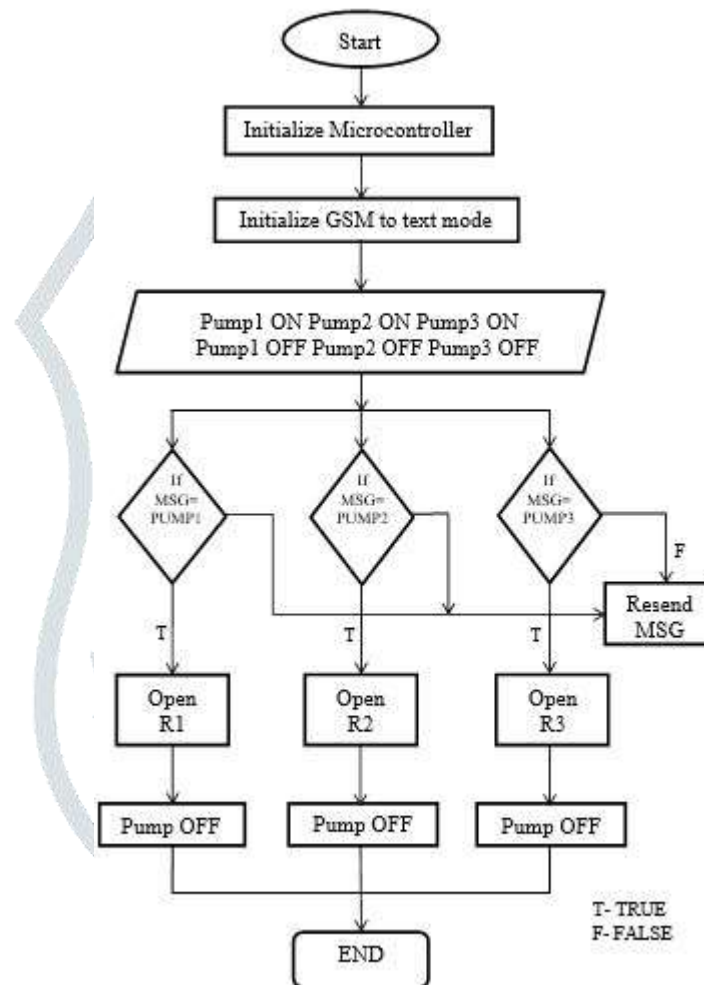 Start
Initialize Microcontroller
Initialize GSM to text mode
Pump1 ON Pump2 ON Pump3 ON
Pump1 OFF Pump2 OFF Pump3 OFF
If
MSG=
PUMP1
If
MSG=
PUMP2
If
MSG=
PUMP3
F
Resend
MSG
T
T
T
Open
R1
Open
R2
Open
R3
Pump OFF
Pump OFF
Pump OFF
T- TRUE
F- FALSE
END